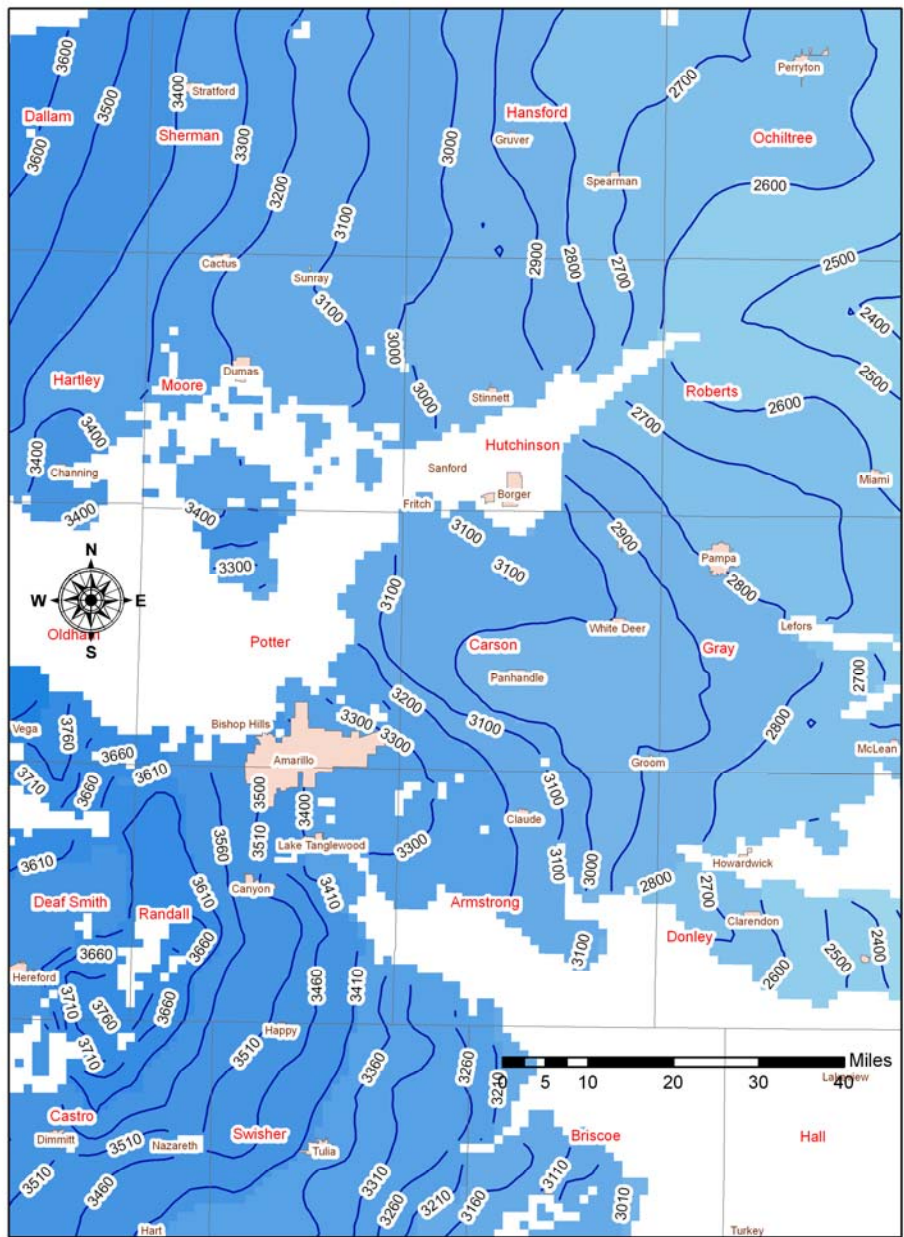 3600
3500
3400
Stratford
Dallam
Sherman
3300
3600
3200
3100
3000
Hansford
Gruver
2700
Perryton
Ochiltree
Spearman
2600
Cactus
Sunray
3100
2900
2800
2700
2500
2400
2500
3000
3000
Hartley
Moore
Dumas
Stinnett
Roberts
2600
2700
3400
3400
Channing
3400
3400
3300
Hutchinson
Sanford
Borger
Fritch
Miami
3100
3100
3100
2900
Pampa
2800
N
W
E
S
Potter
Carson
White Deer
Gray
Lefors
Panhandle
2700
3200
3100
2800
Vega
3760
3710
3660
3660
3610
Bishop Hills
3300
3300
Amarillo
Groom
McLean
3500
3400
3510
3560
Lake Tanglewood
3300
Claude
3100
3100
3000
Howardwick
2800
2700
3610
Deaf Smith
Randall
3610
3660
3660
Canyon
3410
Armstrong
3100
Donley
Clarendon
2600
2500
2400
Hereford
3710
3760
3710
3660
3460
3410
Happy
3510
3360
3260
0
5
10
20
30
40
Miles
Castro
Dimmitt
3510
Nazareth
Swisher
Tulia
Briscoe
Hall
3510
3460
3310
3260
3210
3160
3110
3010
Hart
Turkey